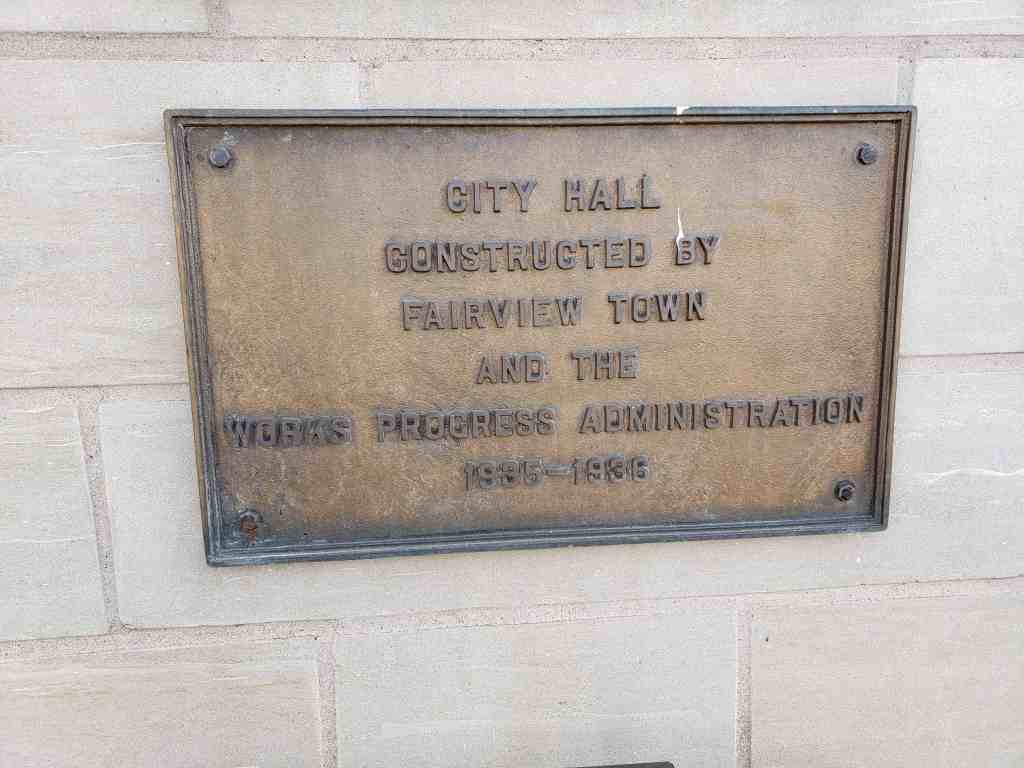 CITY HALL
CONSTRUCTED BY
FAIRVIEW TOWN
AND THE
WORKS PROGRESS ADMINISTRATION
1935-1936